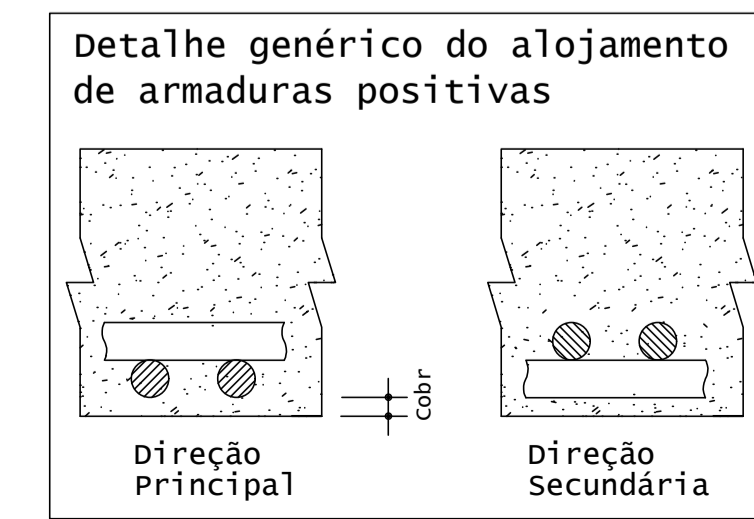 Detalhe genérico do alojamento
de armaduras positivas
Cobr
Direção
Principal
Direção
Secundária